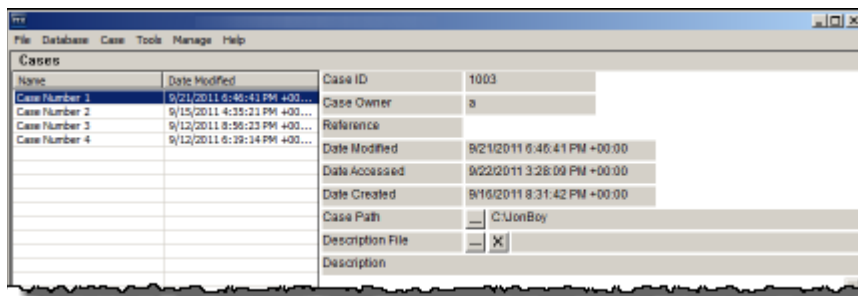 File Database Case Tools Manage Help
Cases
Name Date Modified
Case Number 1 9/21/2011 6:46:41 PM +00...
Case Number 2 9/15/2011 4:35:21 PM +00...
Case Number 3 9/12/2011 8:56:23 PM +00...
Case Number 4 9/12/2011 6:19:14 PM +00...
Case ID 1003
Case Owner a
Reference
Date Modified 9/21/2011 6:46:41 PM +00:00
Date Accessed 9/22/2011 3:28:09 PM +00:00
Date Created 9/16/2011 8:31:42 PM +00:00
Case Path ... C:\JonBoy
Description File ... X
Description